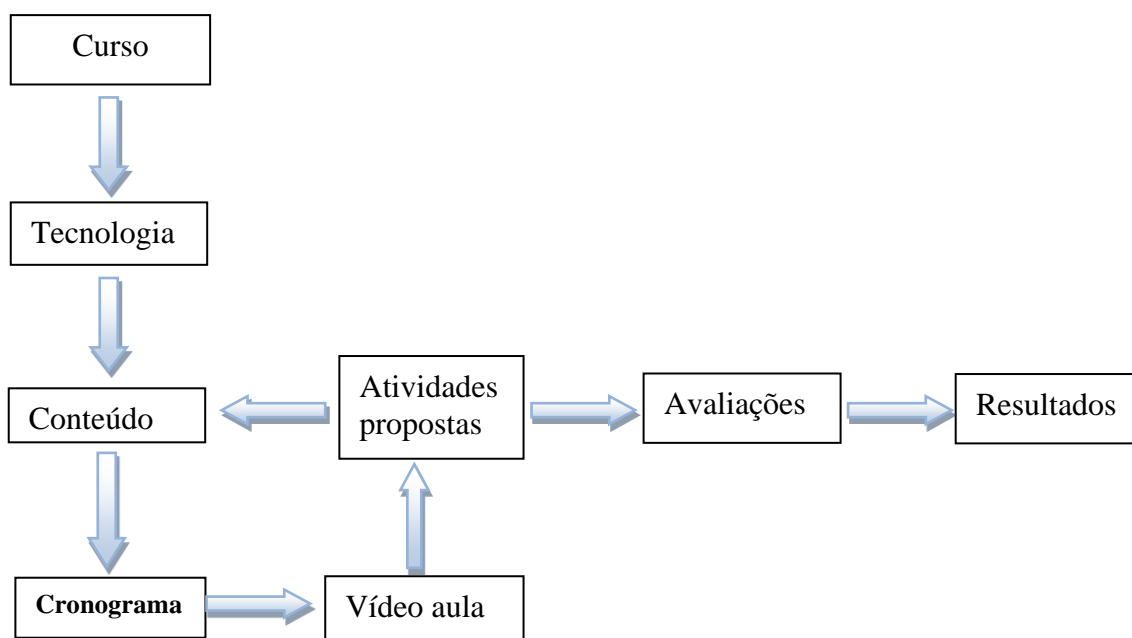 Curso
Tecnologia
Conteúdo
Atividades
propostas
Avaliações
Resultados
Cronograma
Vídeo aula